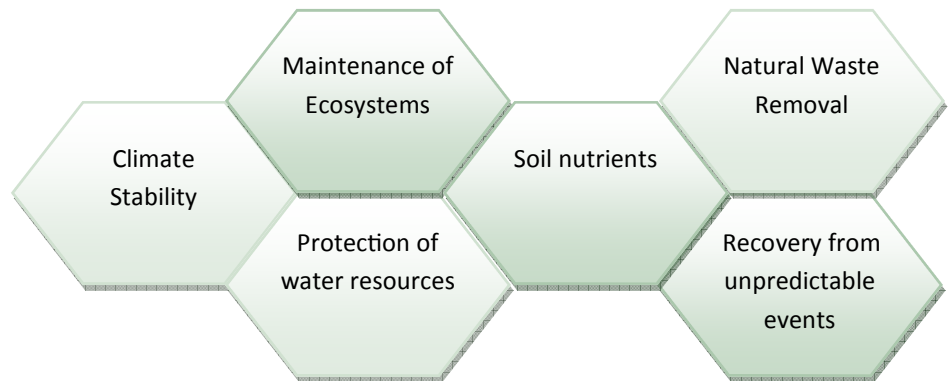 Maintenance of
Ecosystems
Natural Waste
Removal
Climate
Stability
Soil nutrients
Protection of
water resources
Recovery from
unpredictable
events